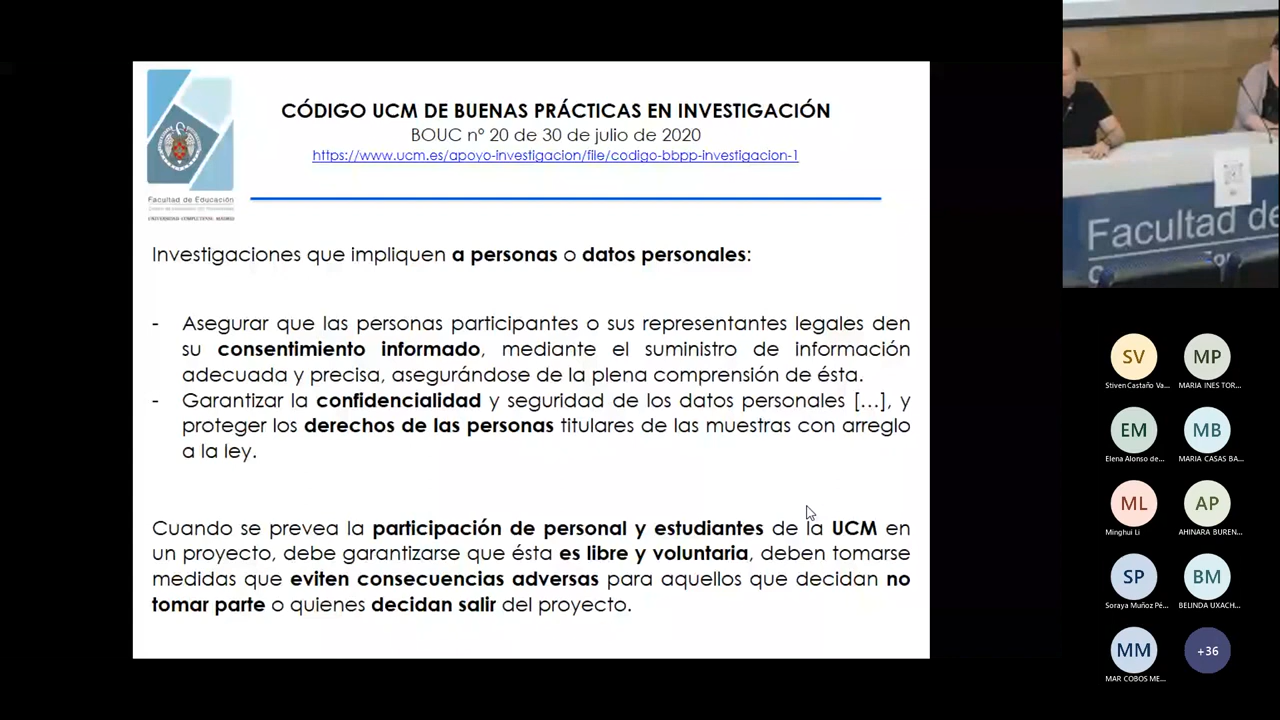 CÓDIGO UCM DE BUENAS PRÁCTICAS EN INVESTIGACIÓN
BOUC nº 20 de 30 de julio de 2020
https://www.ucm.es/apoyo-investigacion/file/codigo-bbpp-investigacion-1
Facultad de Educación
UNIVERSIDAD COMPLUTENSE MADRID
Investigaciones que impliquen a personas o datos personales:
- Asegurar que las personas participantes o sus representantes legales den
su consentimiento informado, mediante el suministro de información
adecuada y precisa, asegurándose de la plena comprensión de ésta.
- Garantizar la confidencialidad y seguridad de los datos personales [...], y
proteger los derechos de las personas titulares de las muestras con arreglo
a la ley.
Cuando se prevea la participación de personal y estudiantes de la UCM en
un proyecto, debe garantizarse que ésta es libre y voluntaria, deben tomarse
medidas que eviten consecuencias adversas para aquellos que decidan no
tomar parte o quienes decidan salir del proyecto.
Facultad de
SV
MP
Stiven Castaño Va...
MARIA INES TOR...
EM
MB
Elena Alonso de...
MARIA CASAS BA...
ML
AP
Minghui Li
AHINARA BUREN...
SP
BM
Soraya Muñoz Pé...
BELINDA UXACH...
MM
+36
MAR COBOS ME...